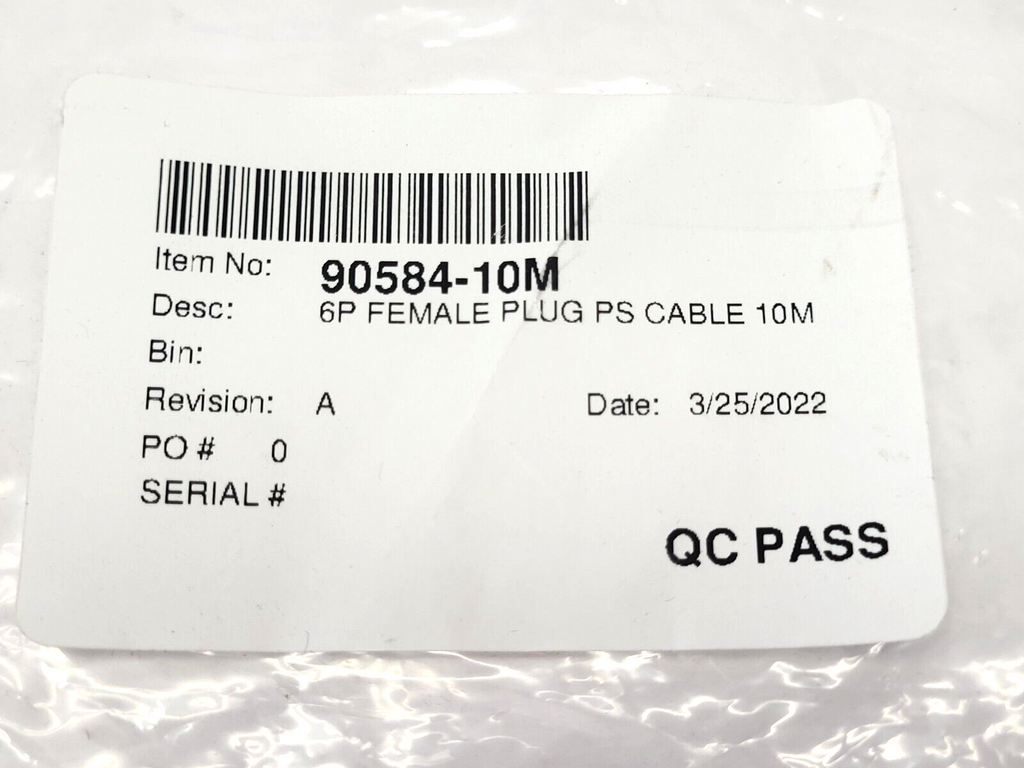 Item No: 90584-10M
Desc: 6P FEMALE PLUG PS CABLE 10M
Bin:
Revision: A Date: 3/25/2022
PO # 0
SERIAL #
QC PASS